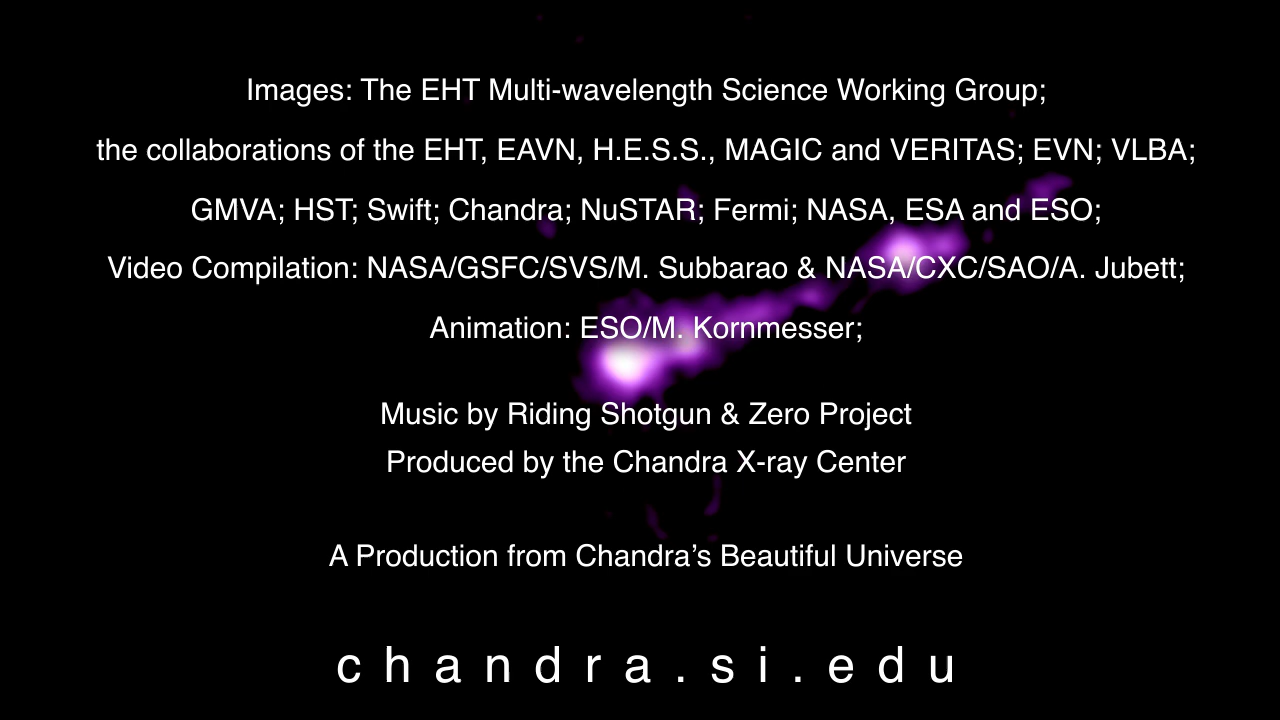 Images: The EHT Multi-wavelength Science Working Group;
the collaborations of the EHT, EAVN, H.E.S.S., MAGIC and VERITAS; EVN; VLBA;
GMVA; HST; Swift; Chandra; NuSTAR; Fermi; NASA, ESA and ESO;
Video Compilation: NASA/GSFC/SVS/M. Subbarao & NASA/CXC/SAO/A. Jubett;
Animation: ESO/M. Kornmesser;
Music by Riding Shotgun & Zero Project
Produced by the Chandra X-ray Center
A Production from Chandra’s Beautiful Universe
chandra.si.edu